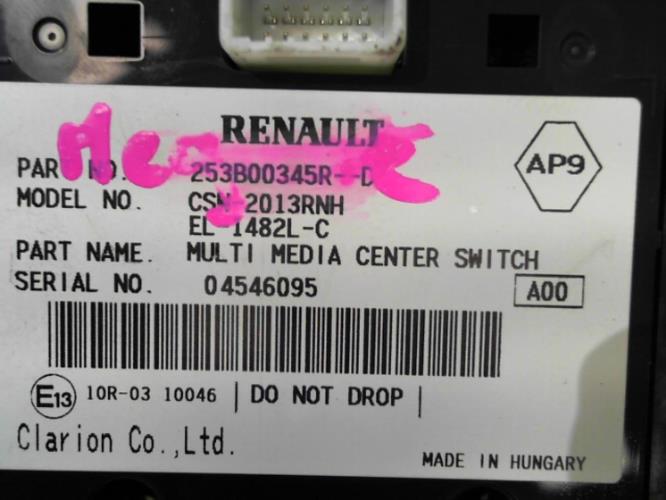 RENAULT
PART NO. 253B00345R--D
AP9
MODEL NO. CSN-2013RNH
EL-1482L-C
PART NAME. MULTI MEDIA CENTER SWITCH
SERIAL NO. 04546095
A00
E13 10R-03 10046 | DO NOT DROP |
Clarion Co.,Ltd.
MADE IN HUNGARY